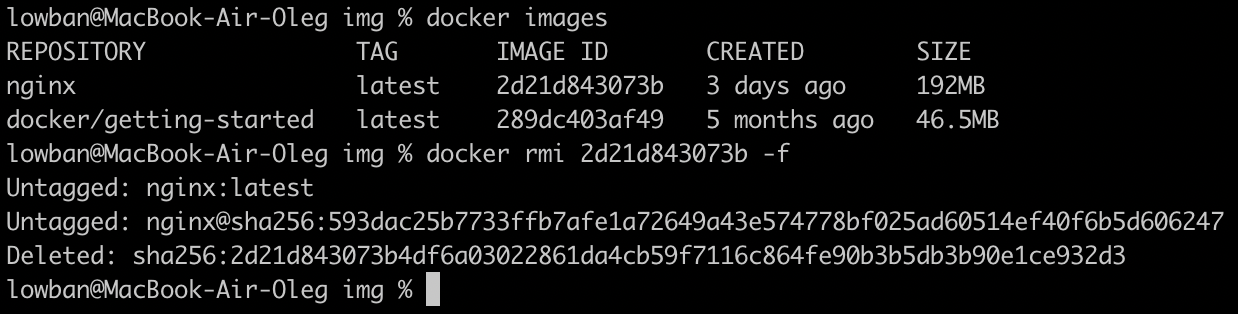 lowban@MacBook-Air-Oleg img % docker images
REPOSITORY TAG IMAGE ID CREATED SIZE
nginx latest 2d21d843073b 3 days ago 192MB
docker/getting-started latest 289dc403af49 5 months ago 46.5MB
lowban@MacBook-Air-Oleg img % docker rmi 2d21d843073b -f
Untagged: nginx:latest
Untagged: nginx@sha256:593dac25b7733ffb7afe1a72649a43e574778bf025ad60514ef40f6b5d606247
Deleted: sha256:2d21d843073b4df6a03022861da4cb59f7116c864fe90b3b5db3b90e1ce932d3
lowban@MacBook-Air-Oleg img %